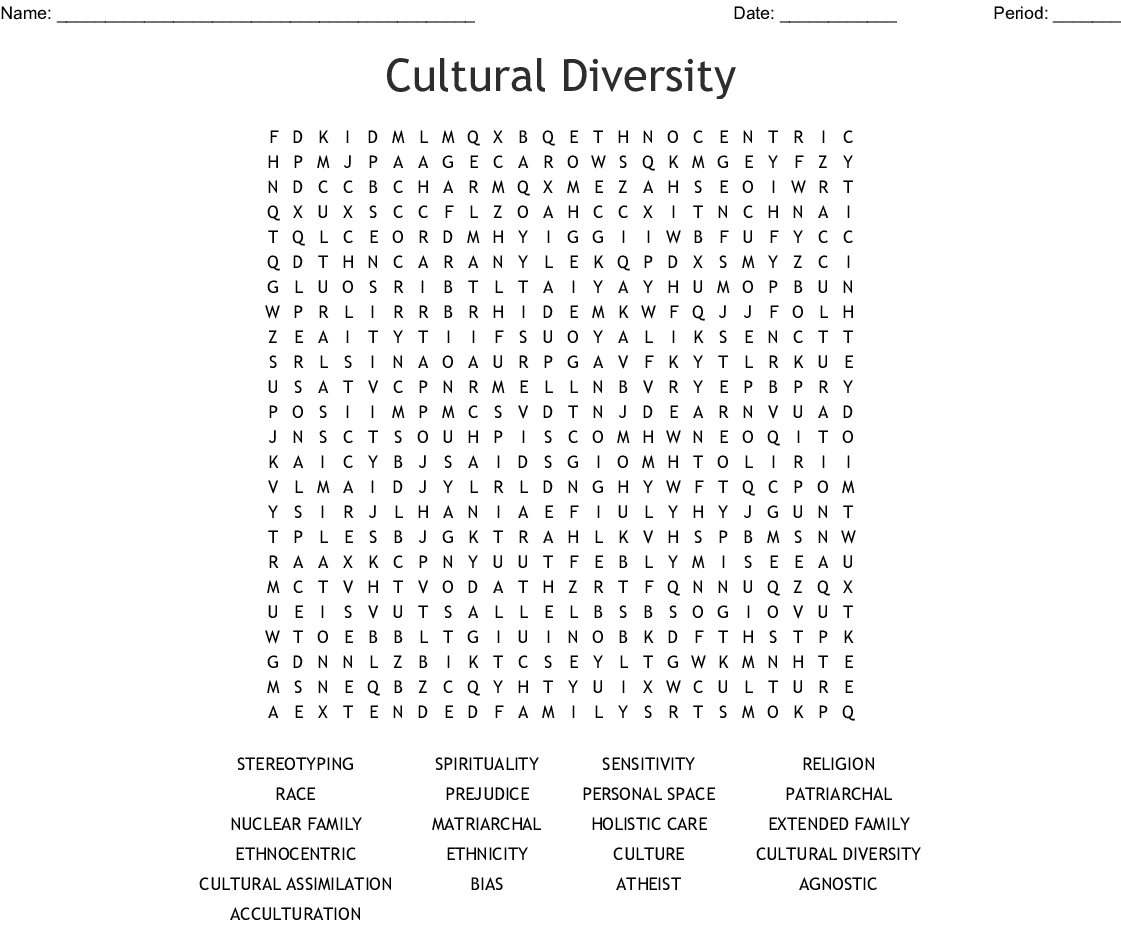 Name: ___________________________________________ Date: ____________ Period: _______
Cultural Diversity
F D K I D M L M Q X B Q E T H N O C E N T R I C
H P M J P A A G E C A R O W S Q K M G E Y F Z Y
N D C C B C H A R M Q X M E Z A H S E O I W R T
Q X U X S C C F L Z O A H C C X I T N C H N A I
T Q L C E O R D M H Y I G G I I W B F U F Y C C
Q D T H N C A R A N Y L E K Q P D X S M Y Z C I
G L U O S R I B T L T A I Y A Y H U M O P B U N
W P R L I R R B R H I D E M K W F Q J J F O L H
Z E A I T Y T I I F S U O Y A L I K S E N C T T
S R L S I N A O A U R P G A V F K Y T L R K U E
U S A T V C P N R M E L L N B V R Y E P B P R Y
P O S I I M P M C S V D T N J D E A R N V U A D
J N S C T S O U H P I S C O M H W N E O Q I T O
K A I C Y B J S A I D S G I O M H T O L I R I I
V L M A I D J Y L R L D N G H Y W F T Q C P O M
Y S I R J L H A N I A E F I U L Y H Y J G U N T
T P L E S B J G K T R A H L K V H S P B M S N W
R A A X K C P N Y U U T F E B L Y M I S E E A U
M C T V H T V O D A T H Z R T F Q N N U Q Z Q X
U E I S V U T S A L L E L B S B S O G I O V U T
W T O E B B L T G I U I N O B K D F T H S T P K
G D N N L Z B I K T C S E Y L T G W K M N H T E
M S N E Q B Z C Q Y H T Y U I X W C U L T U R E
A E X T E N D E D F A M I L Y S R T S M O K P Q
STEREOTYPING SPIRITUALITY SENSITIVITY RELIGION
RACE PREJUDICE PERSONAL SPACE PATRIARCHAL
NUCLEAR FAMILY MATRIARCHAL HOLISTIC CARE EXTENDED FAMILY
ETHNOCENTRIC ETHNICITY CULTURE CULTURAL DIVERSITY
CULTURAL ASSIMILATION BIAS ATHEIST AGNOSTIC
ACCULTURATION